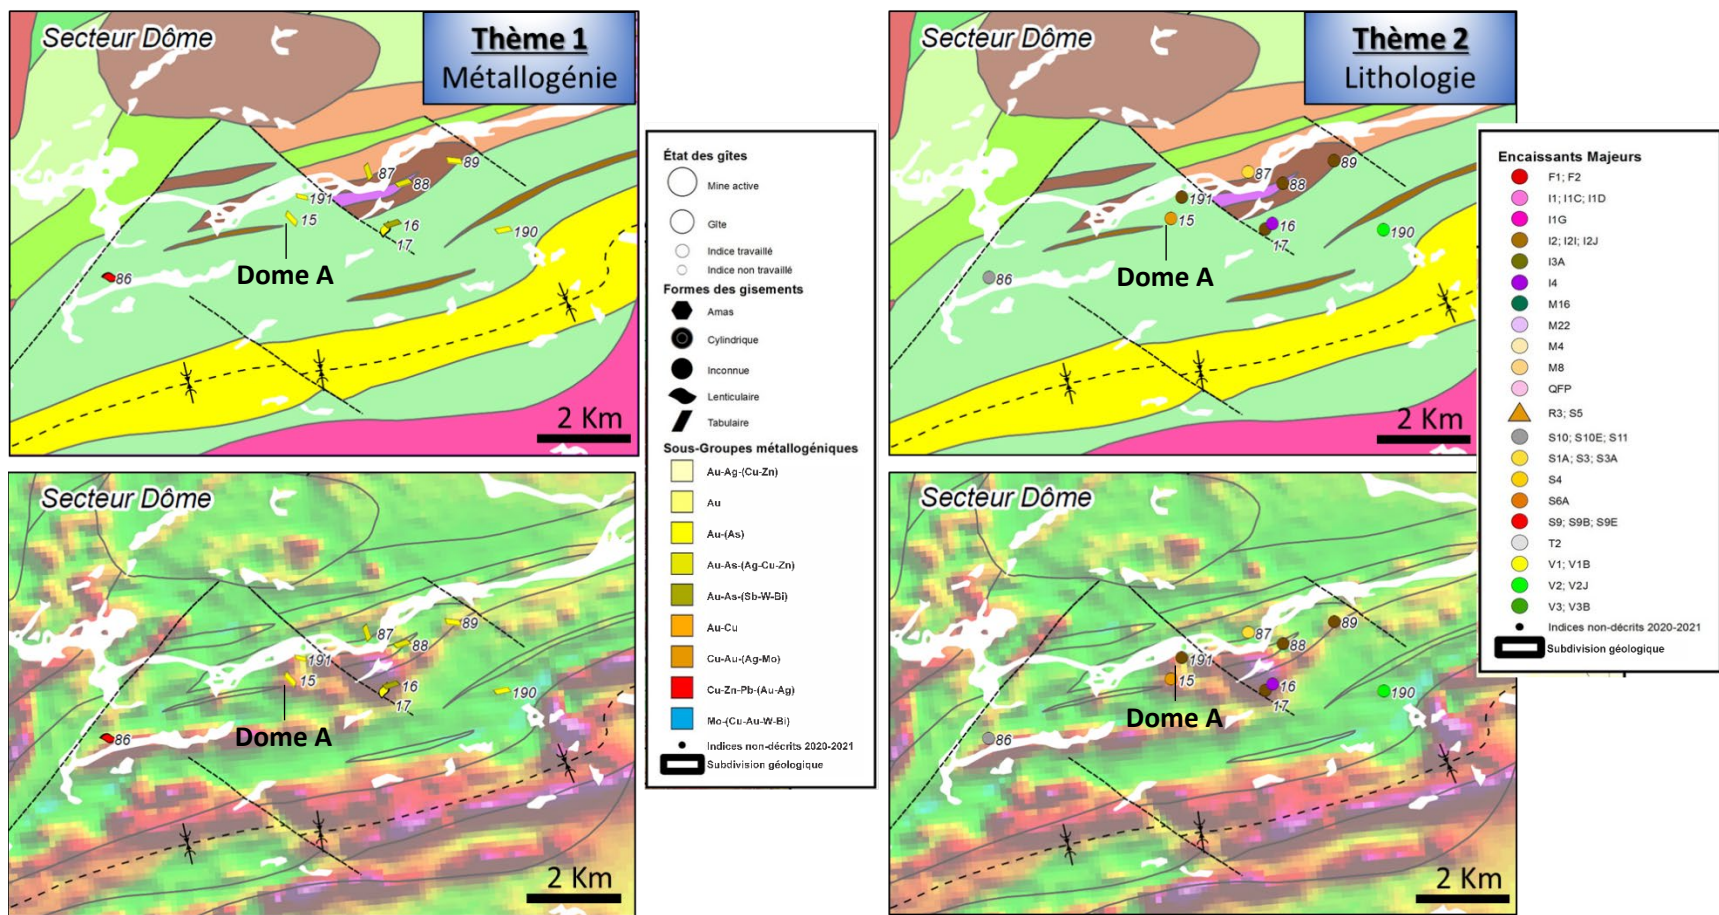 Secteur Dôme
Thème 1
Métallogénie
89
87
88
191
15
16
17
190
86
Dome A
2 Km
Secteur Dôme
Thème 2
Lithologie
89
87
88
191
15
16
17
190
86
Dome A
2 Km
État des gîtes
Mine active
Gîte
Indice travaillé
Indice non travaillé
Formes des gisements
Amas
Cylindrique
Inconnue
Lenticulaire
Tabulaire
Sous-Groupes métallogéniques
Au-Ag-(Cu-Zn)
Au
Au-(As)
Au-As-(Ag-Cu-Zn)
Au-As-(Sb-W-Bi)
Au-Cu
Cu-Au-(Ag-Mo)
Cu-Zn-Pb-(Au-Ag)
Mo-(Cu-Au-W-Bi)
Indices non-décrits 2020-2021
Subdivision géologique
Encaissants Majeurs
F1; F2
I1; I1C; I1D
I1G
I2; I2I; I2J
I3A
I4
M16
M22
M4
M8
QFP
R3; S5
S10; S10E; S11
S1A; S3; S3A
S4
S6A
S9; S9B; S9E
T2
V1; V1B
V2; V2J
V3; V3B
Indices non-décrits 2020-2021
Subdivision géologique
Secteur Dôme
89
87
88
191
15
16
17
190
86
Dome A
2 Km
Secteur Dôme
89
87
88
191
15
16
17
190
86
Dome A
2 Km